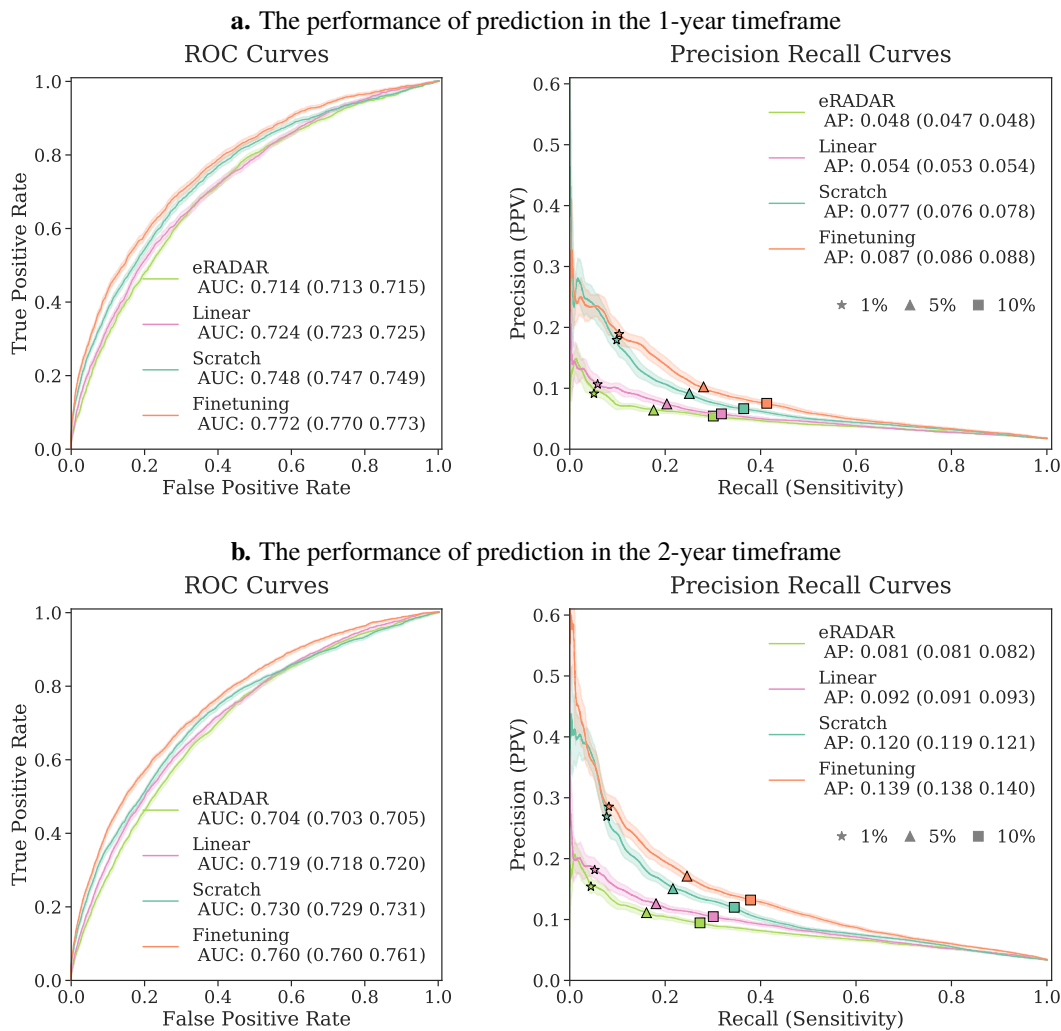 a. The performance of prediction in the 1-year timeframe
ROC Curves
1.0
0.8
0.6
0.4
0.2
0.0
True Positive Rate
eRADAR
AUC: 0.714 (0.713 0.715)
Linear
AUC: 0.724 (0.723 0.725)
Scratch
AUC: 0.748 (0.747 0.749)
Finetuning
AUC: 0.772 (0.770 0.773)
0.0 0.2 0.4 0.6 0.8 1.0
False Positive Rate
Precision Recall Curves
0.6
0.5
0.4
0.3
0.2
0.1
0.0
Precision (PPV)
eRADAR
AP: 0.048 (0.047 0.048)
Linear
AP: 0.054 (0.053 0.054)
Scratch
AP: 0.077 (0.076 0.078)
Finetuning
AP: 0.087 (0.086 0.088)
1% 5% 10%
0.0 0.2 0.4 0.6 0.8 1.0
Recall (Sensitivity)
b. The performance of prediction in the 2-year timeframe
ROC Curves
1.0
0.8
0.6
0.4
0.2
0.0
True Positive Rate
eRADAR
AUC: 0.704 (0.703 0.705)
Linear
AUC: 0.719 (0.718 0.720)
Scratch
AUC: 0.730 (0.729 0.731)
Finetuning
AUC: 0.760 (0.760 0.761)
0.0 0.2 0.4 0.6 0.8 1.0
False Positive Rate
Precision Recall Curves
0.6
0.5
0.4
0.3
0.2
0.1
0.0
Precision (PPV)
eRADAR
AP: 0.081 (0.081 0.082)
Linear
AP: 0.092 (0.091 0.093)
Scratch
AP: 0.120 (0.119 0.121)
Finetuning
AP: 0.139 (0.138 0.140)
1% 5% 10%
0.0 0.2 0.4 0.6 0.8 1.0
Recall (Sensitivity)